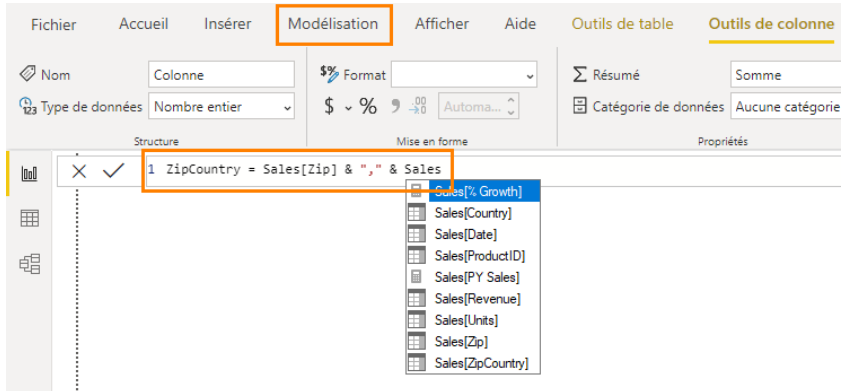 Fichier Accueil Insérer Modélisation Afficher Aide Outils de table Outils de colonne
Nom Colonne $% Format Σ Résumé Somme
123 Type de données Nombre entier $ % 9 .00 Automa... Catégorie de données Aucune catégorie
Structure Mise en forme Propriétés
1 ZipCountry = Sales[Zip] & "," & Sales
Sales[% Growth]
Sales[Country]
Sales[Date]
Sales[ProductID]
Sales[PY Sales]
Sales[Revenue]
Sales[Units]
Sales[Zip]
Sales[ZipCountry]